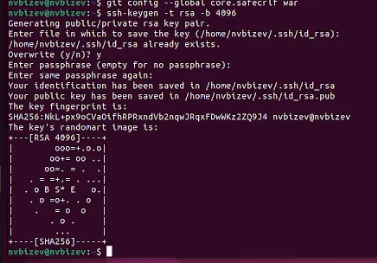 nvbizev@nvbizev:~$ git config --global core.safecrlf war
nvbizev@nvbizev:~$ ssh-keygen -t rsa -b 4096
Generating public/private rsa key pair.
Enter file in which to save the key (/home/nvbizev/.ssh/id_rsa):
/home/nvbizev/.ssh/id_rsa already exists.
Overwrite (y/n)? y
Enter passphrase (empty for no passphrase):
Enter same passphrase again:
Your identification has been saved in /home/nvbizev/.ssh/id_rsa
Your public key has been saved in /home/nvbizev/.ssh/id_rsa.pub
The key fingerprint is:
SHA256:NkL+px9oCVaOifhRPRxndVb2nqwJRqxFDwWKz2ZQ9J4 nvbizev@nvbizev
The key's randomart image is:
+---[RSA 4096]----+
|       ooo=+.o.o|
|      oo+= oo ..|
|     oo=. = .  .|
|  . = =+.= . ...|
| . o B S* E   o.|
|  . o =o+. . o  |
|   .   = o  o   |
|      . o .     |
|       ...      |
+----[SHA256]-----+
nvbizev@nvbizev:~$